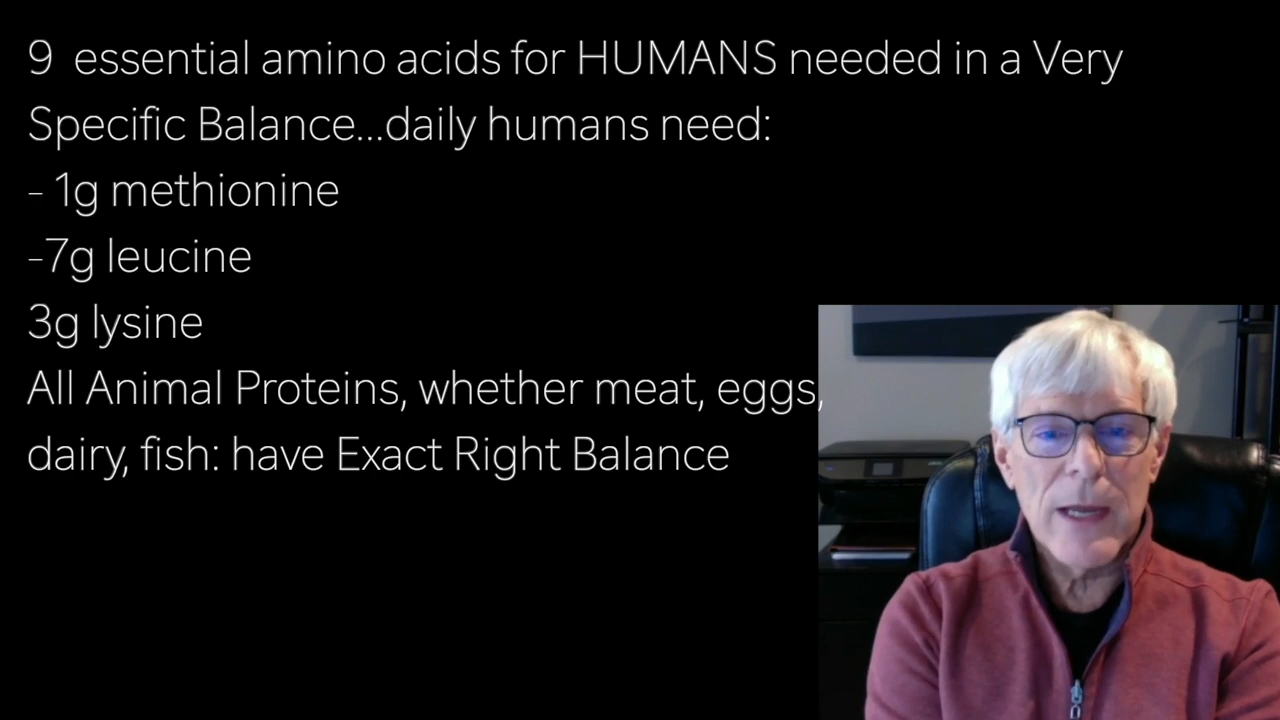 9 essential amino acids for HUMANS needed in a Very
Specific Balance...daily humans need:
- 1g methionine
-7g leucine
3g lysine
All Animal Proteins, whether meat, eggs,
dairy, fish: have Exact Right Balance